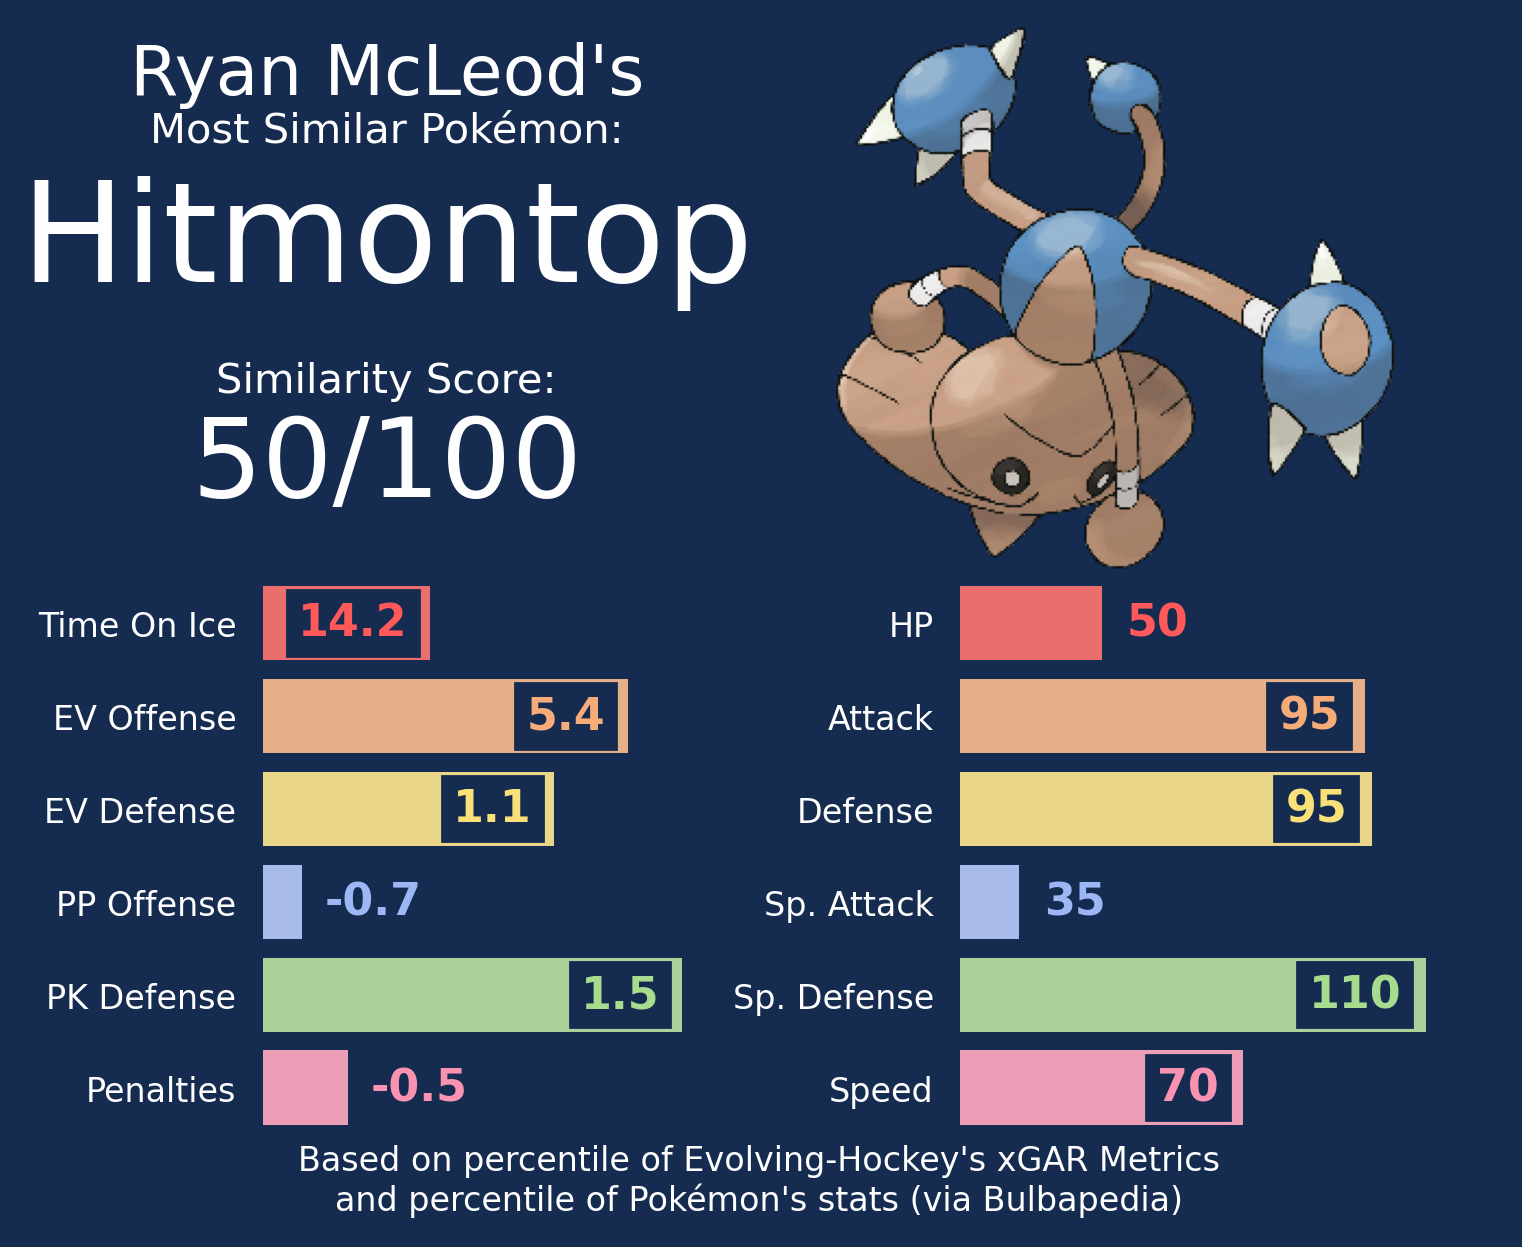 Ryan McLeod's
Most Similar Pokémon:
Hitmontop
Similarity Score:
50/100
Time On Ice 14.2
EV Offense 5.4
EV Defense 1.1
PP Offense -0.7
PK Defense 1.5
Penalties -0.5
HP 50
Attack 95
Defense 95
Sp. Attack 35
Sp. Defense 110
Speed 70
Based on percentile of Evolving-Hockey's xGAR Metrics
and percentile of Pokémon's stats (via Bulbapedia)